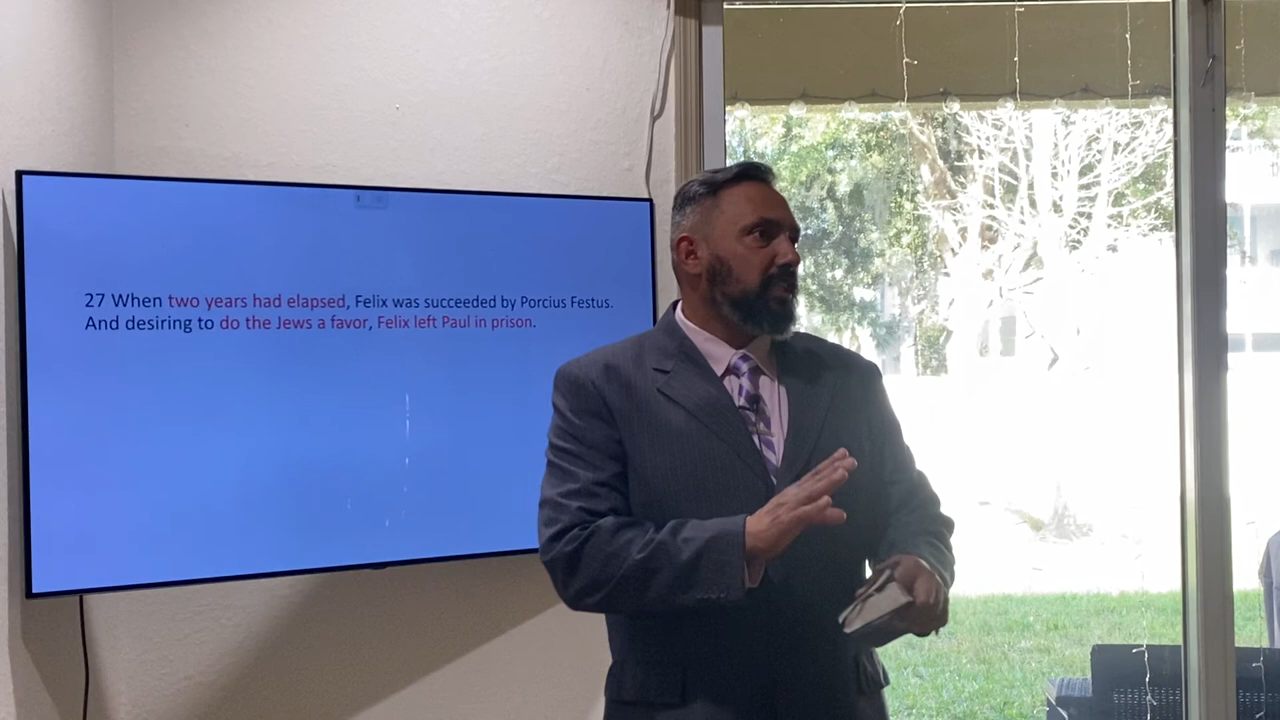 27 When two years had elapsed, Felix was succeeded by Porcius Festus.
And desiring to do the Jews a favor, Felix left Paul in prison.